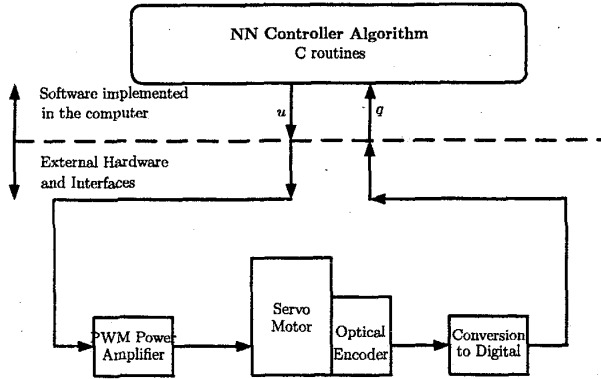 NN Controller Algorithm
C routines
Software implemented
in the computer
u
q
External Hardware
and Interfaces
PWM Power
Amplifier
Servo
Motor
Optical
Encoder
Conversion
to Digital